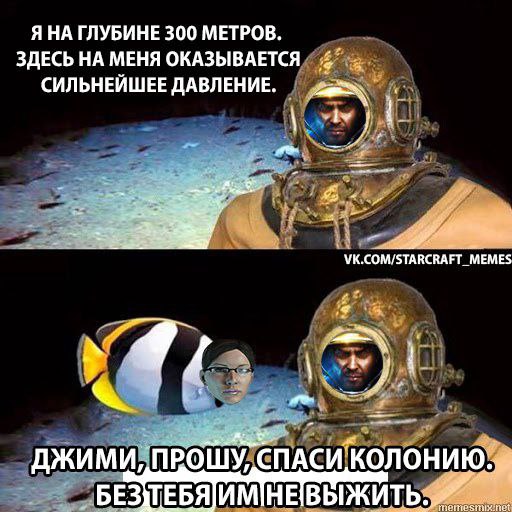 Я НА ГЛУБИНЕ 300 МЕТРОВ.
ЗДЕСЬ НА МЕНЯ ОКАЗЫВАЕТСЯ
СИЛЬНЕЙШЕЕ ДАВЛЕНИЕ.
VK.COM/STARCRAFT_MEMES
ДЖИМИ, ПРОШУ, СПАСИ КОЛОНИЮ.
БЕЗ ТЕБЯ ИМ НЕ ВЫЖИТЬ.
memesmix.net